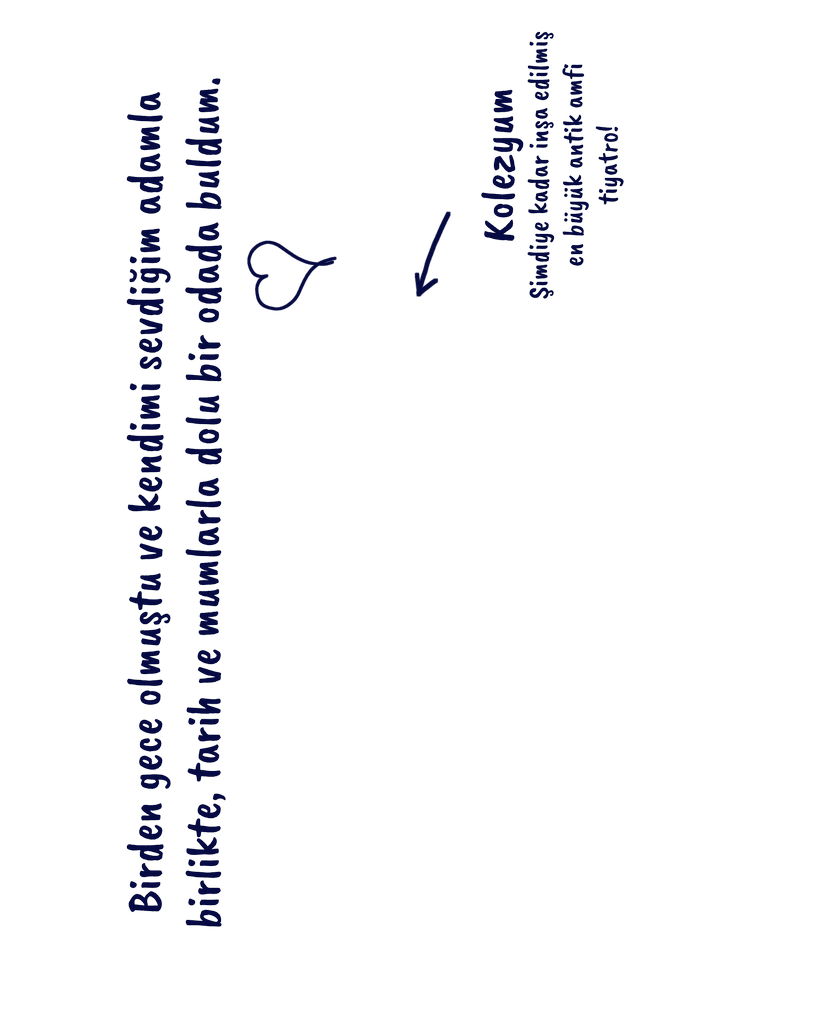 Birden gece olmuştu ve kendimi sevdiğim adamla
birlikte, tarih ve mumlarla dolu bir odada buldum.
Kolezyum
Şimdiye kadar inşa edilmiş
en büyük antik amfi
tiyatro!